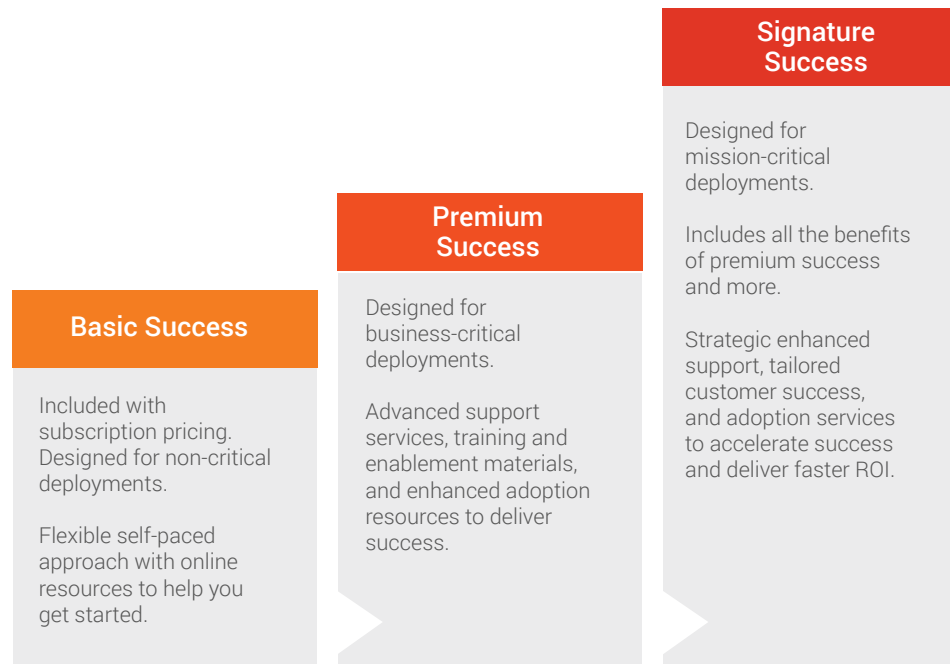 Basic Success
Included with
subscription pricing.
Designed for non-critical
deployments.
Flexible self-paced
approach with online
resources to help you
get started.
Premium
Success
Designed for
business-critical
deployments.
Advanced support
services, training and
enablement materials,
and enhanced adoption
resources to deliver
success.
Signature
Success
Designed for
mission-critical
deployments.
Includes all the benefits
of premium success
and more.
Strategic enhanced
support, tailored
customer success,
and adoption services
to accelerate success
and deliver faster ROI.